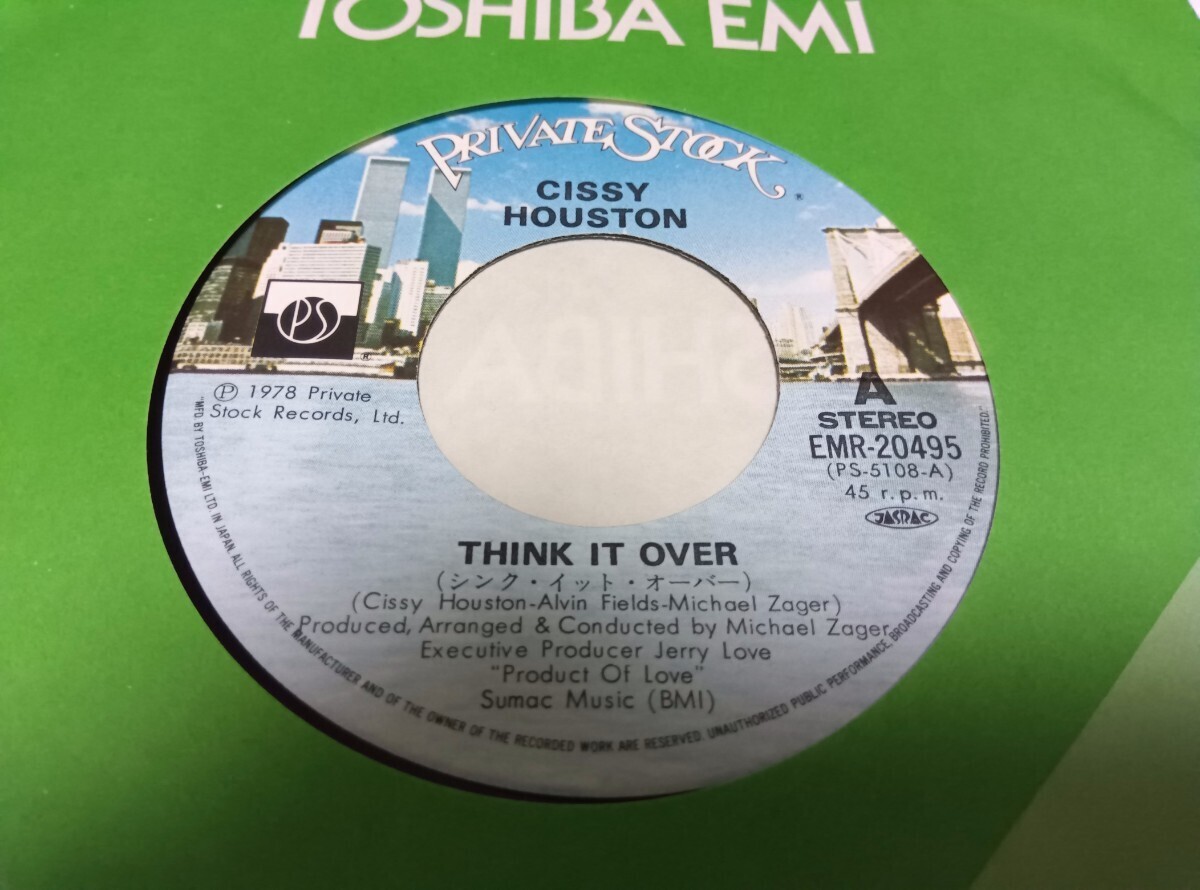 TOSHIBA EMI
PRIVATE STOCK
®
CISSY
HOUSTON
PS
®
Ⓟ 1978 Private
Stock Records, Ltd.
A
STEREO
EMR-20495
(PS-5108-A)
45 r.p.m.
JASRAC
THINK IT OVER
(シンク・イット・オーバー)
(Cissy Houston-Alvin Fields-Michael Zager)
Produced, Arranged & Conducted by Michael Zager
Executive Producer Jerry Love
"Product Of Love"
Sumac Music (BMI)
"MFD BY TOSHIBA-EMI LTD. IN JAPAN. ALL RIGHTS OF THE MANUFACTURER AND OF THE OWNER OF THE RECORDED WORK ARE RESERVED. UNAUTHORIZED PUBLIC PERFORMANCE, BROADCASTING AND COPYING OF THE RECORD PROHIBITED."